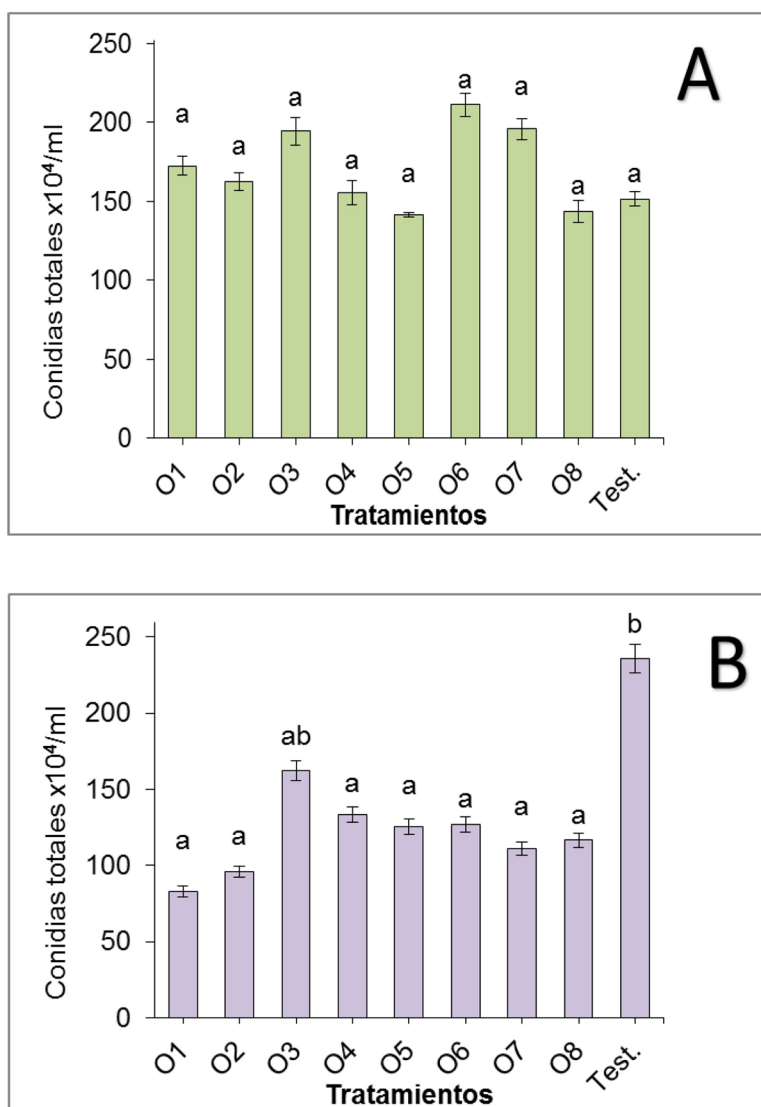 A
Conidias totales x10⁴/ml
250
200
150
100
50
0
a a a a a a a a a
O1 O2 O3 O4 O5 O6 O7 O8 Test.
Tratamientos
B
Conidias totales x10⁴/ml
250
200
150
100
50
0
a a ab a a a a a b
O1 O2 O3 O4 O5 O6 O7 O8 Test.
Tratamientos